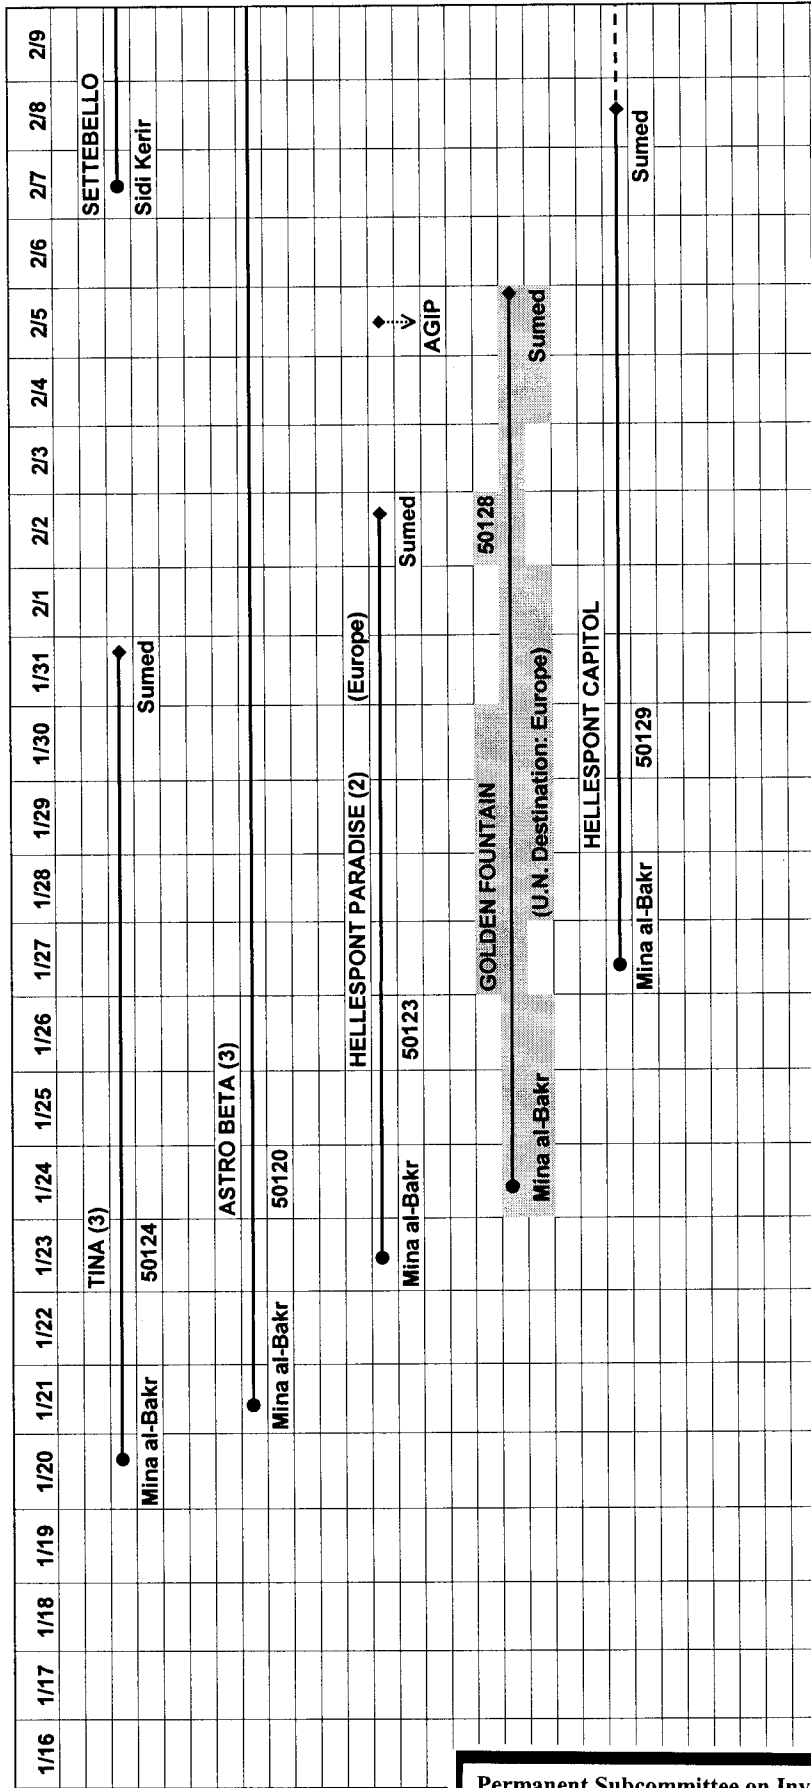 1/16 1/17 1/18 1/19 1/20 1/21 1/22 1/23 1/24 1/25 1/26 1/27 1/28 1/29 1/30 1/31 2/1 2/2 2/3 2/4 2/5 2/6 2/7 2/8 2/9
TINA (3)
SETTEBELLO
Mina al-Bakr
50124
Sumed
Sidi Kerir
ASTRO BETA (3)
Mina al-Bakr
50120
HELLESPONT PARADISE (2)
(Europe)
Mina al-Bakr
50123
Sumed
AGIP
GOLDEN FOUNTAIN
50128
Mina al-Bakr
(U.N. Destination: Europe)
Sumed
HELLESPONT CAPITOL
Mina al-Bakr
50129
Sumed